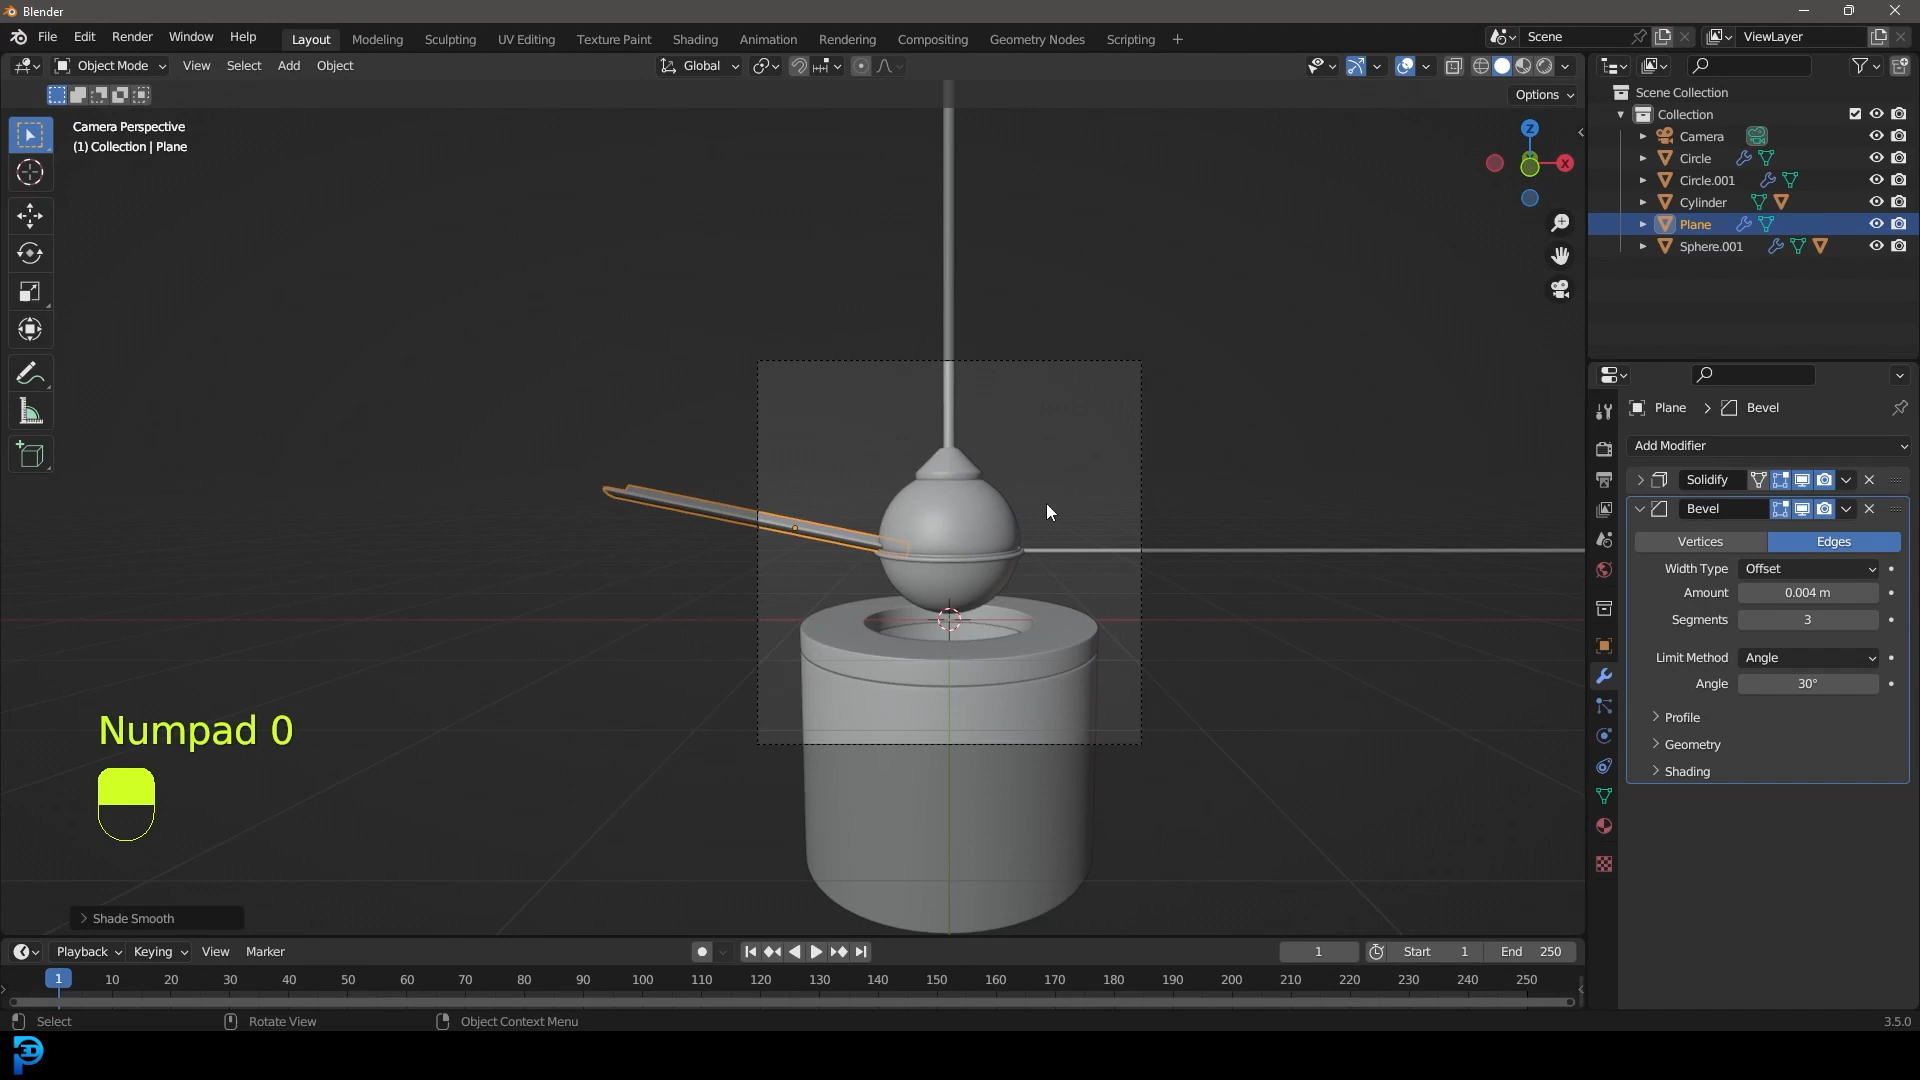 Blender
File Edit Render Window Help Layout Modeling Sculpting UV Editing Texture Paint Shading Animation Rendering Compositing Geometry Nodes Scripting + Scene ViewLayer
Object Mode View Select Add Object Global
Options
Camera Perspective
(1) Collection | Plane
Z
X
Scene Collection
Collection
Camera
Circle
Circle.001
Cylinder
Plane
Sphere.001
Plane > Bevel
Add Modifier
Solidify
Bevel
Vertices Edges
Width Type Offset
Amount 0.004 m
Segments 3
Limit Method Angle
Angle 30°
Profile
Geometry
Shading
Numpad 0
Shade Smooth
Playback Keying View Marker 1 Start 1 End 250
1 10 20 30 40 50 60 70 80 90 100 110 120 130 140 150 160 170 180 190 200 210 220 230 240 250
Select Rotate View Object Context Menu 3.5.0
3D